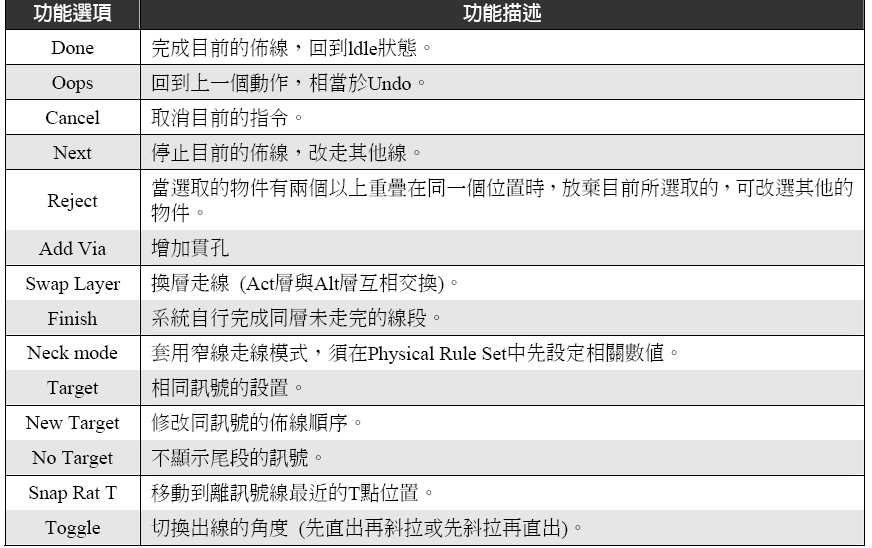 功能選項 功能描述
Done 完成目前的佈線，回到ldle狀態。
Oops 回到上一個動作，相當於Undo。
Cancel 取消目前的指令。
Next 停止目前的佈線，改走其他線。
Reject 當選取的物件有兩個以上重疊在同一個位置時，放棄目前所選取的，可改選其他的
物件。
Add Via 增加貫孔
Swap Layer 換層走線 (Act層與Alt層互相交換)。
Finish 系統自行完成同層未走完的線段。
Neck mode 套用窄線走線模式，須在Physical Rule Set中先設定相關數值。
Target 相同訊號的設置。
New Target 修改同訊號的佈線順序。
No Target 不顯示尾段的訊號。
Snap Rat T 移動到離訊號線最近的T點位置。
Toggle 切換出線的角度 (先直出再斜拉或先斜拉再直出)。